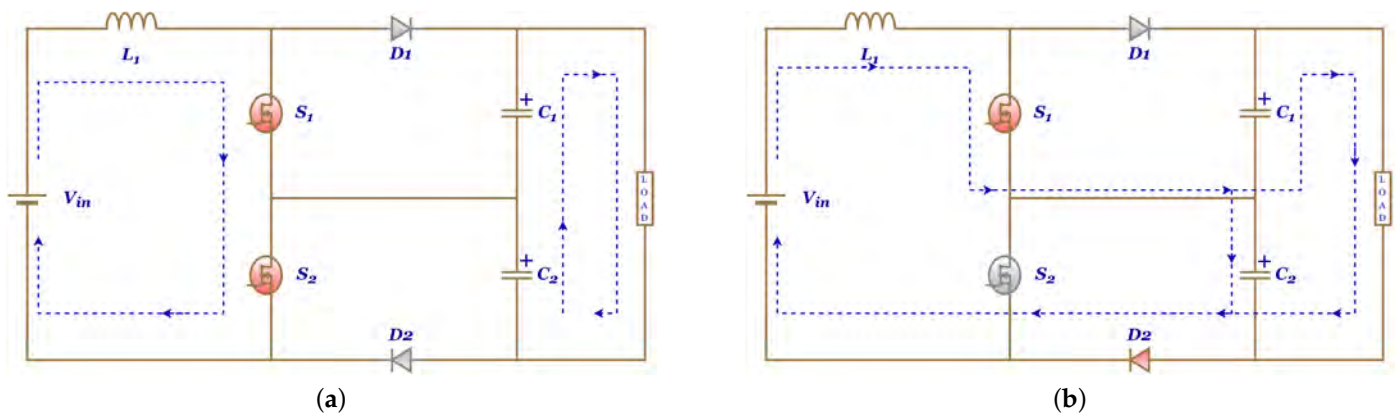 L₁
D1
S₁
+
C₁
Vin
LOAD
S₂
+
C₂
D2
(a)
L₁
D1
S₁
+
C₁
Vin
LOAD
S₂
+
C₂
D2
(b)